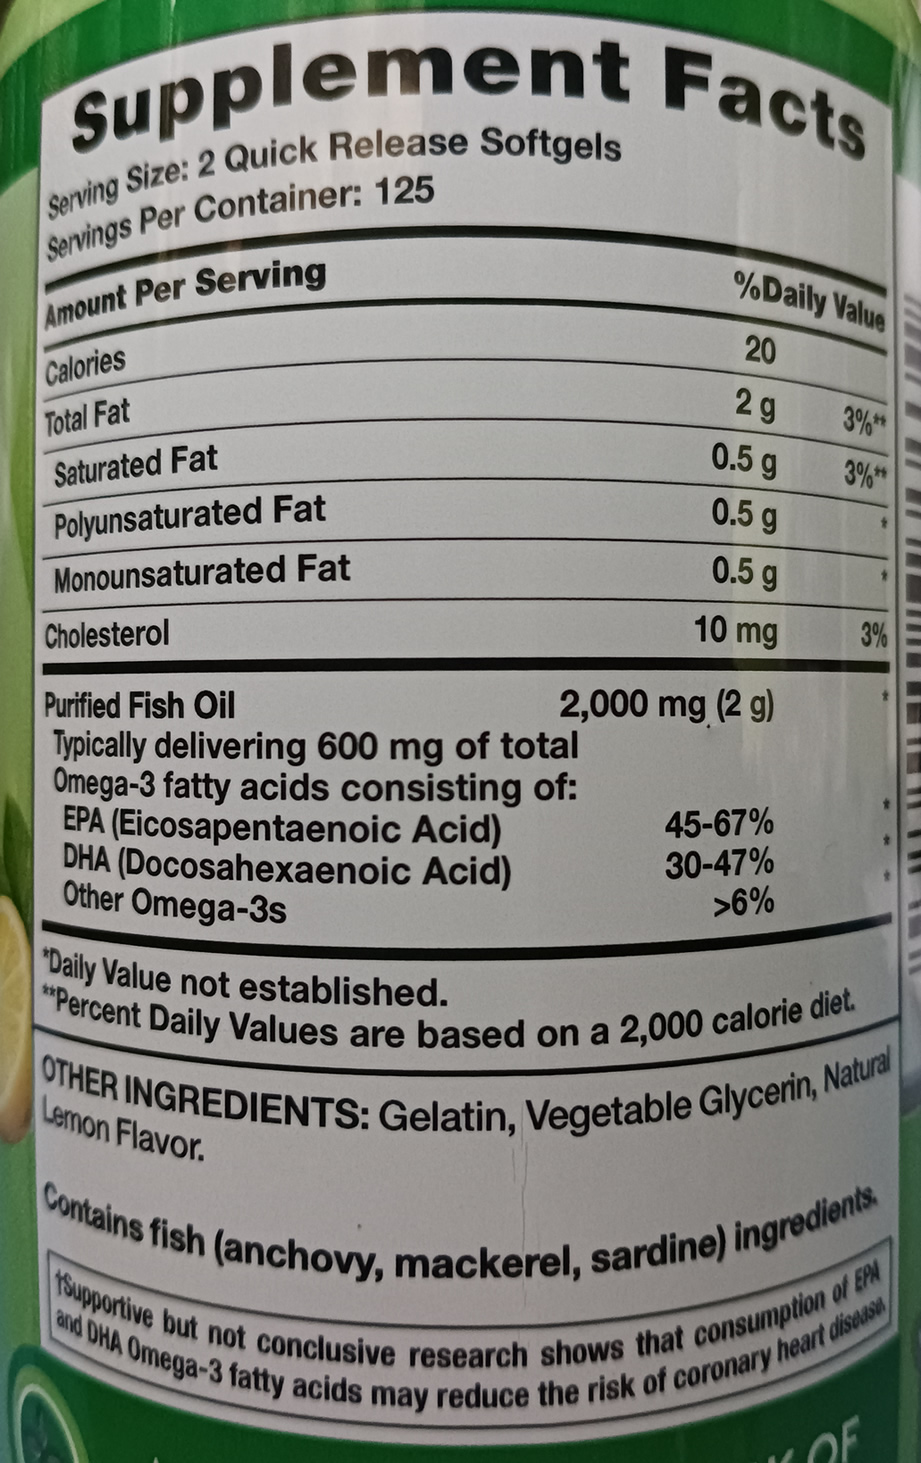 Supplement Facts
Serving Size: 2 Quick Release Softgels
Servings Per Container: 125
Amount Per Serving %Daily Value
Calories 20
Total Fat 2 g 3%**
Saturated Fat 0.5 g 3%**
Polyunsaturated Fat 0.5 g *
Monounsaturated Fat 0.5 g *
Cholesterol 10 mg 3%
Purified Fish Oil 2,000 mg (2 g) *
Typically delivering 600 mg of total
Omega-3 fatty acids consisting of:
EPA (Eicosapentaenoic Acid) 45-67% *
DHA (Docosahexaenoic Acid) 30-47% *
Other Omega-3s >6% *
*Daily Value not established.
**Percent Daily Values are based on a 2,000 calorie diet.
OTHER INGREDIENTS: Gelatin, Vegetable Glycerin, Natural
Lemon Flavor.
Contains fish (anchovy, mackerel, sardine) ingredients.
†Supportive but not conclusive research shows that consumption of EPA
and DHA Omega-3 fatty acids may reduce the risk of coronary heart disease.
OF